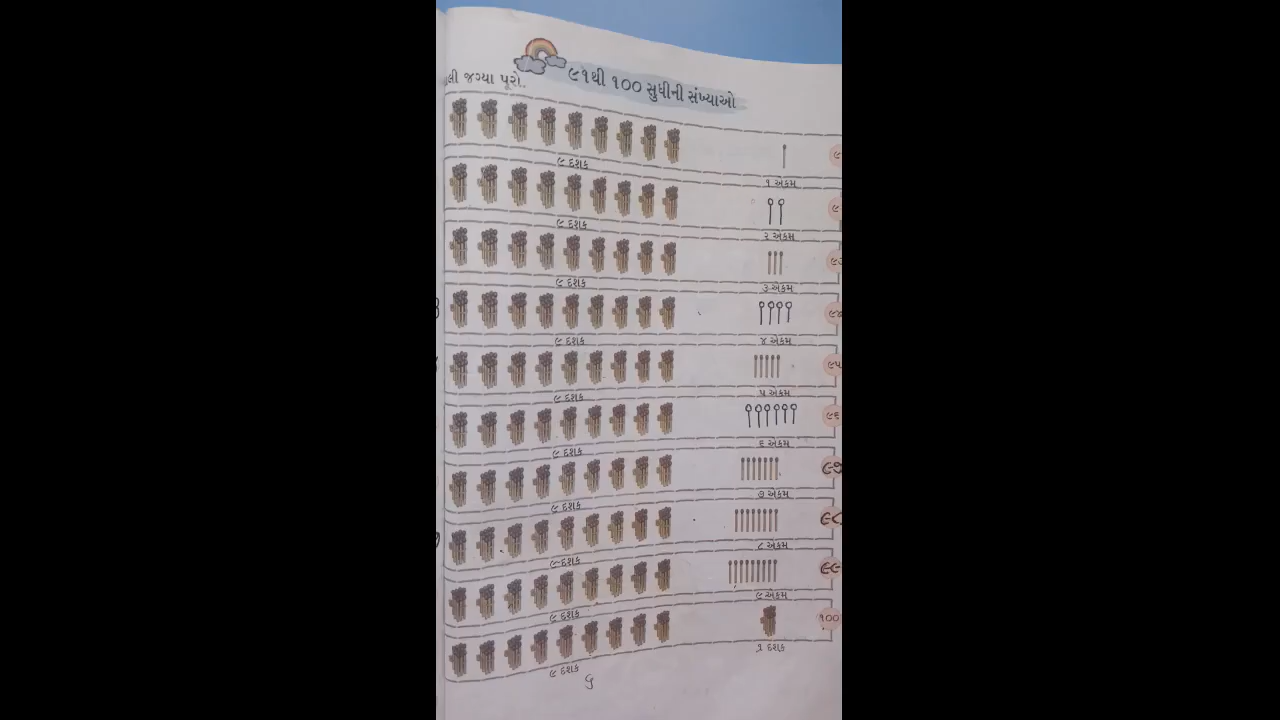 ૯૧થી ૧૦૦ સુધીની સંખ્યાઓ
જગ્યા પૂરો.
૯ દશક ૧ એકમ
૯ દશક ૨ એકમ
૯ દશક ૩ એકમ
૯ દશક ૪ એકમ ૯૪
૯ દશક ૫ એકમ ૯૫
૯ દશક ૬ એકમ ૯૬
૯ દશક ૭ એકમ ૯૭
૯ દશક ૮ એકમ ૯૮
૯ દશક ૯ એકમ ૯૯
૯ દશક ૧ દશક ૧૦૦